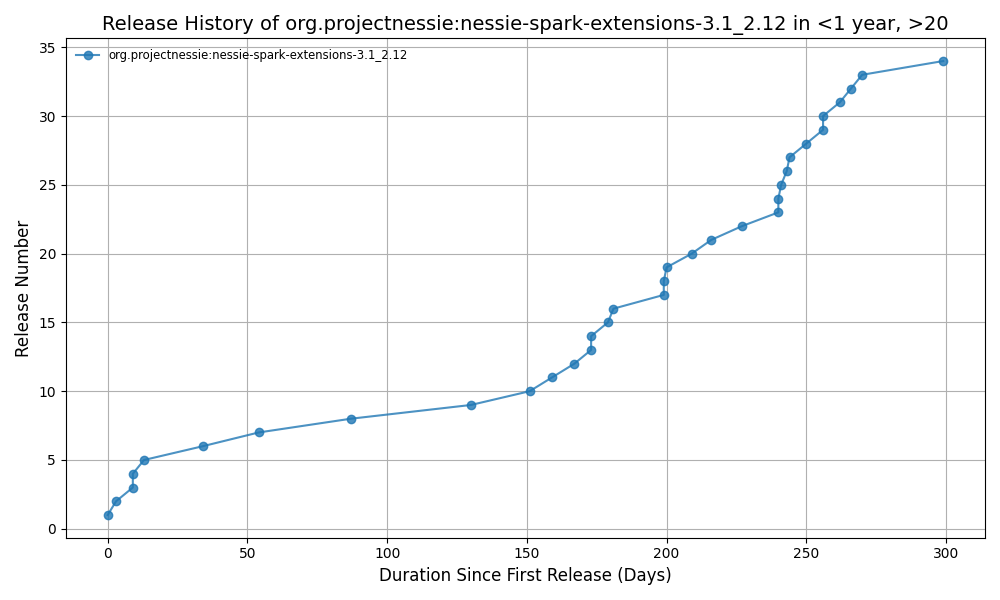 Release History of org.projectnessie:nessie-spark-extensions-3.1_2.12 in <1 year, >20
org.projectnessie:nessie-spark-extensions-3.1_2.12
Release Number
35
30
25
20
15
10
5
0
0 50 100 150 200 250 300
Duration Since First Release (Days)